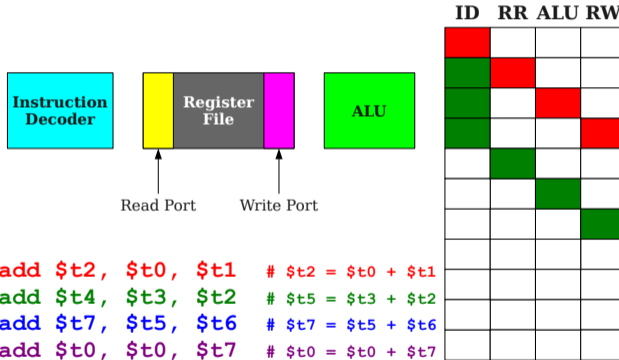 ID RR ALU RW
Instruction
Decoder
Register
File
ALU
Read Port
Write Port
add $t2, $t0, $t1 # $t2 = $t0 + $t1
add $t4, $t3, $t2 # $t5 = $t3 + $t2
add $t7, $t5, $t6 # $t7 = $t5 + $t6
add $t0, $t0, $t7 # $t0 = $t0 + $t7